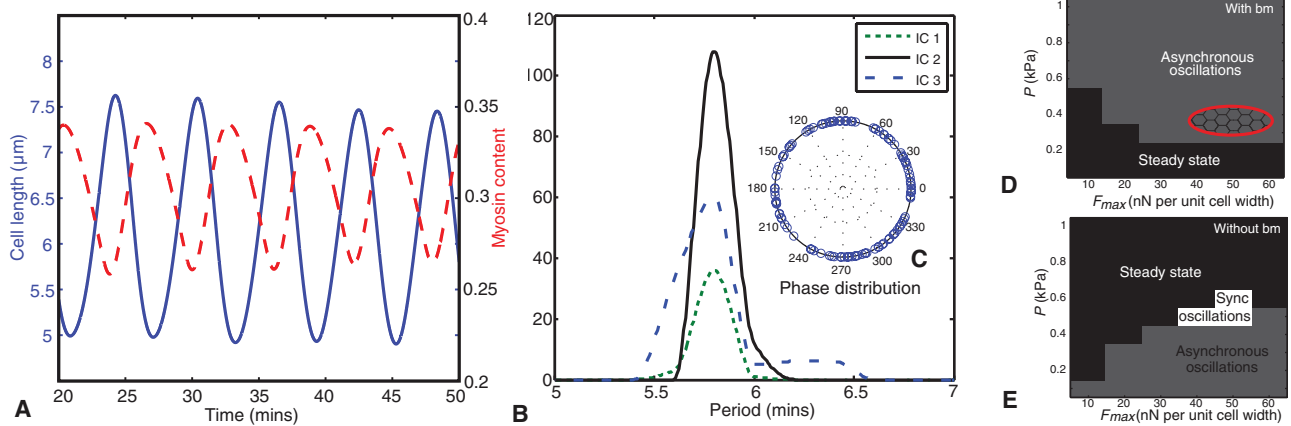 8
7.5
7
6.5
6
5.5
5
Cell length (μm)
0.4
0.35
0.3
0.25
0.2
Myosin content
20
25
30
35
40
45
50
Time (mins)
A
120
100
80
60
40
20
0
5
5.5
6
6.5
7
Period (mins)
B
IC 1
IC 2
IC 3
90
60
30
0
330
300
270
240
210
180
150
120
C
Phase distribution
With bm
1
0.8
0.6
0.4
0.2
P (kPa)
Asynchronous
oscillations
Steady state
10
20
30
40
50
60
Fmax (nN per unit cell width)
D
Without bm
1
0.8
0.6
0.4
0.2
P (kPa)
Steady state
Sync
oscillations
Asynchronous
oscillations
10
20
30
40
50
60
Fmax (nN per unit cell width)
E